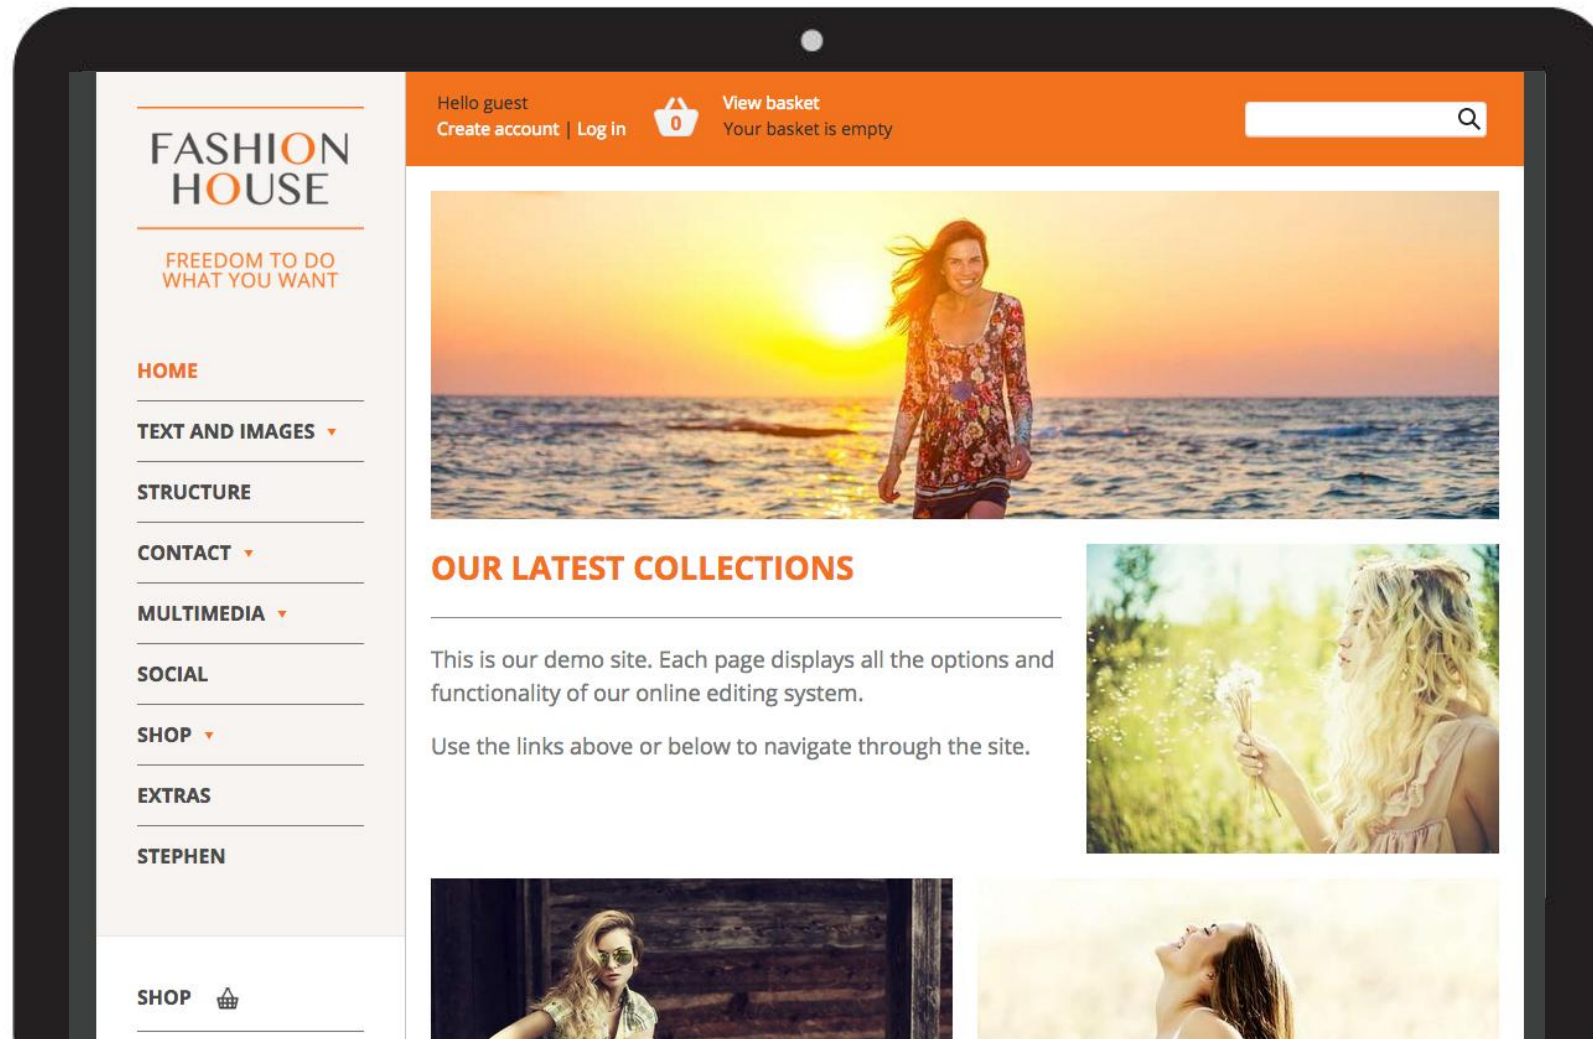 FASHION
HOUSE
FREEDOM TO DO
WHAT YOU WANT
HOME
TEXT AND IMAGES
STRUCTURE
CONTACT
MULTIMEDIA
SOCIAL
SHOP
EXTRAS
STEPHEN
SHOP
Hello guest
Create account | Log in
0
View basket
Your basket is empty
OUR LATEST COLLECTIONS
This is our demo site. Each page displays all the options and
functionality of our online editing system.
Use the links above or below to navigate through the site.